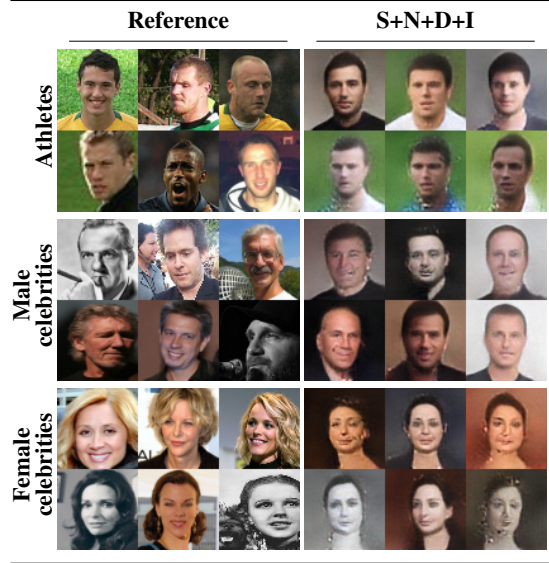 Reference
S+N+D+I
Athletes
Male
celebrities
Female
celebrities